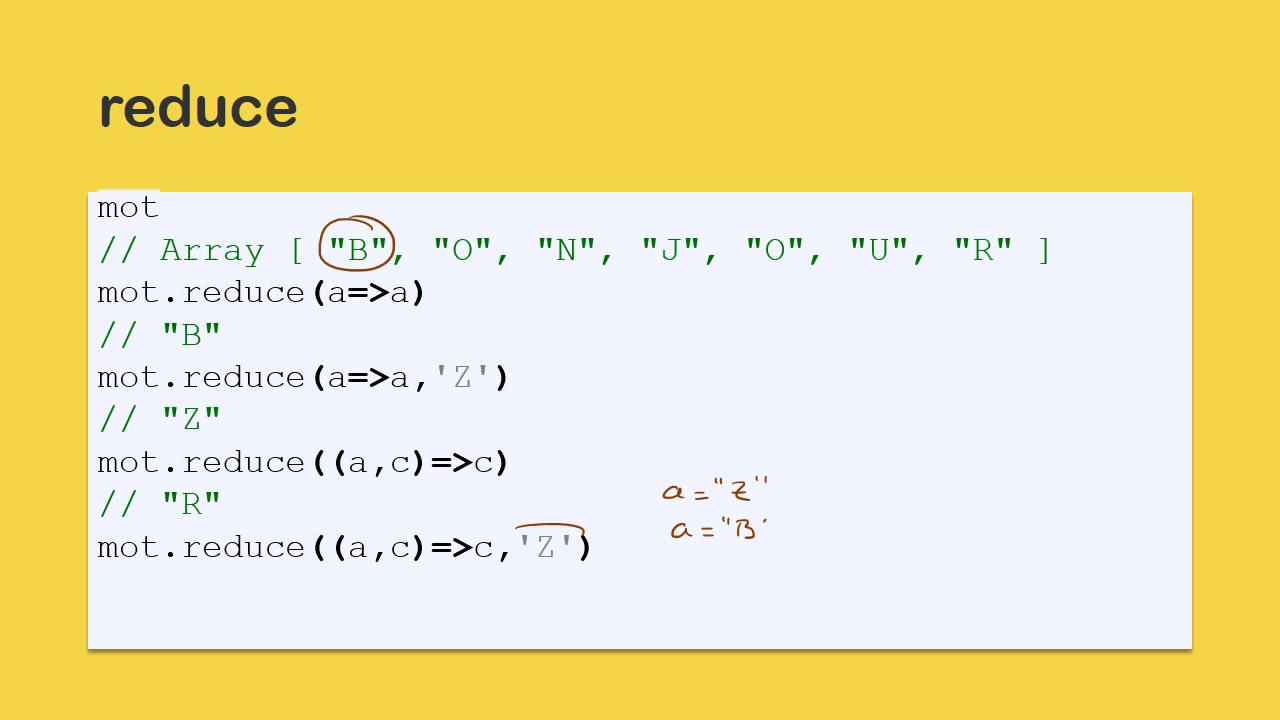 reduce
mot
// Array [ "B", "O", "N", "J", "O", "U", "R" ]
mot.reduce(a=>a)
// "B"
mot.reduce(a=>a,'Z')
// "Z"
mot.reduce((a,c)=>c)
// "R"
mot.reduce((a,c)=>c,'Z')
a = "Z"
a = "B'